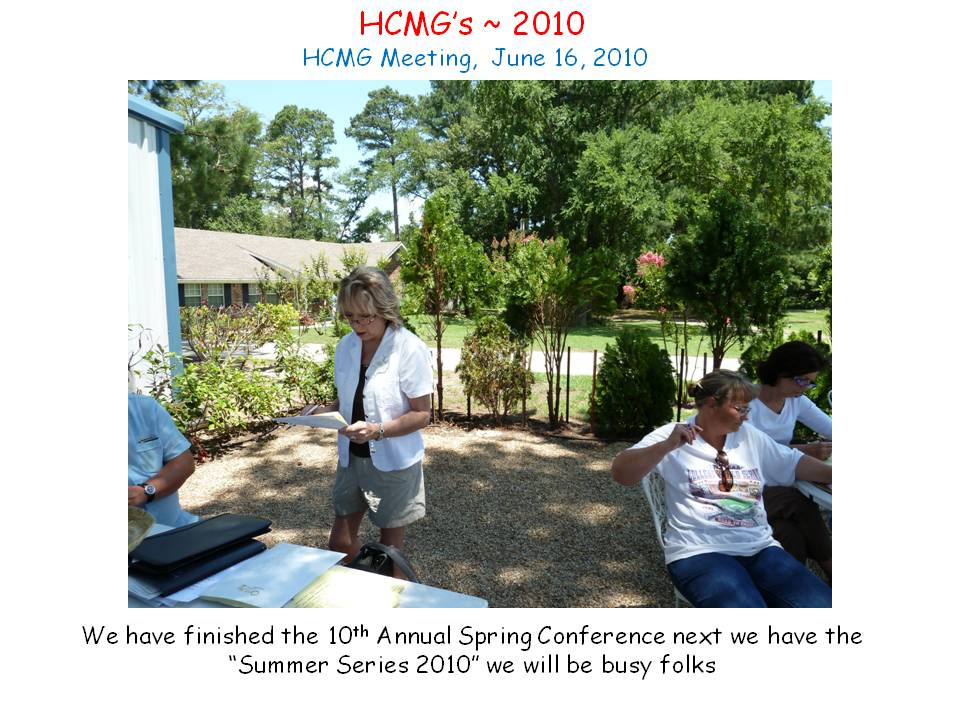 HCMG’s ~ 2010
HCMG Meeting,  June 16, 2010
We have finished the 10th Annual Spring Conference next we have the
“Summer Series 2010” we will be busy folks